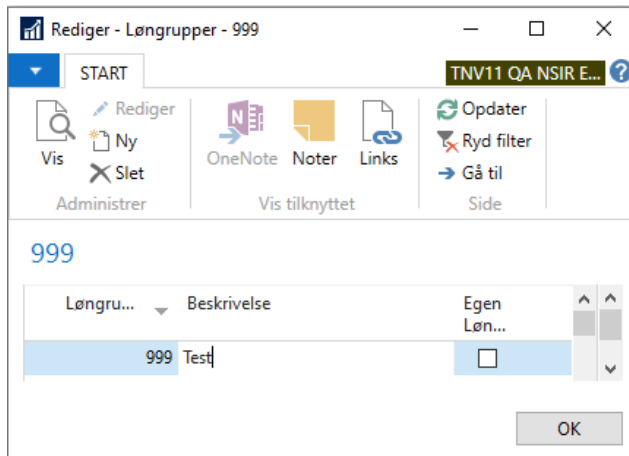 Rediger - Løngrupper - 999
START
TNV11 QA NSIR E...
?
Vis
Rediger
Ny
Slet
Administrer
N
OneNote
Noter
Links
Vis tilknyttet
Opdater
Ryd filter
Gå til
Side
999
Løngru... Beskrivelse Egen
Løn...
999 Test
OK